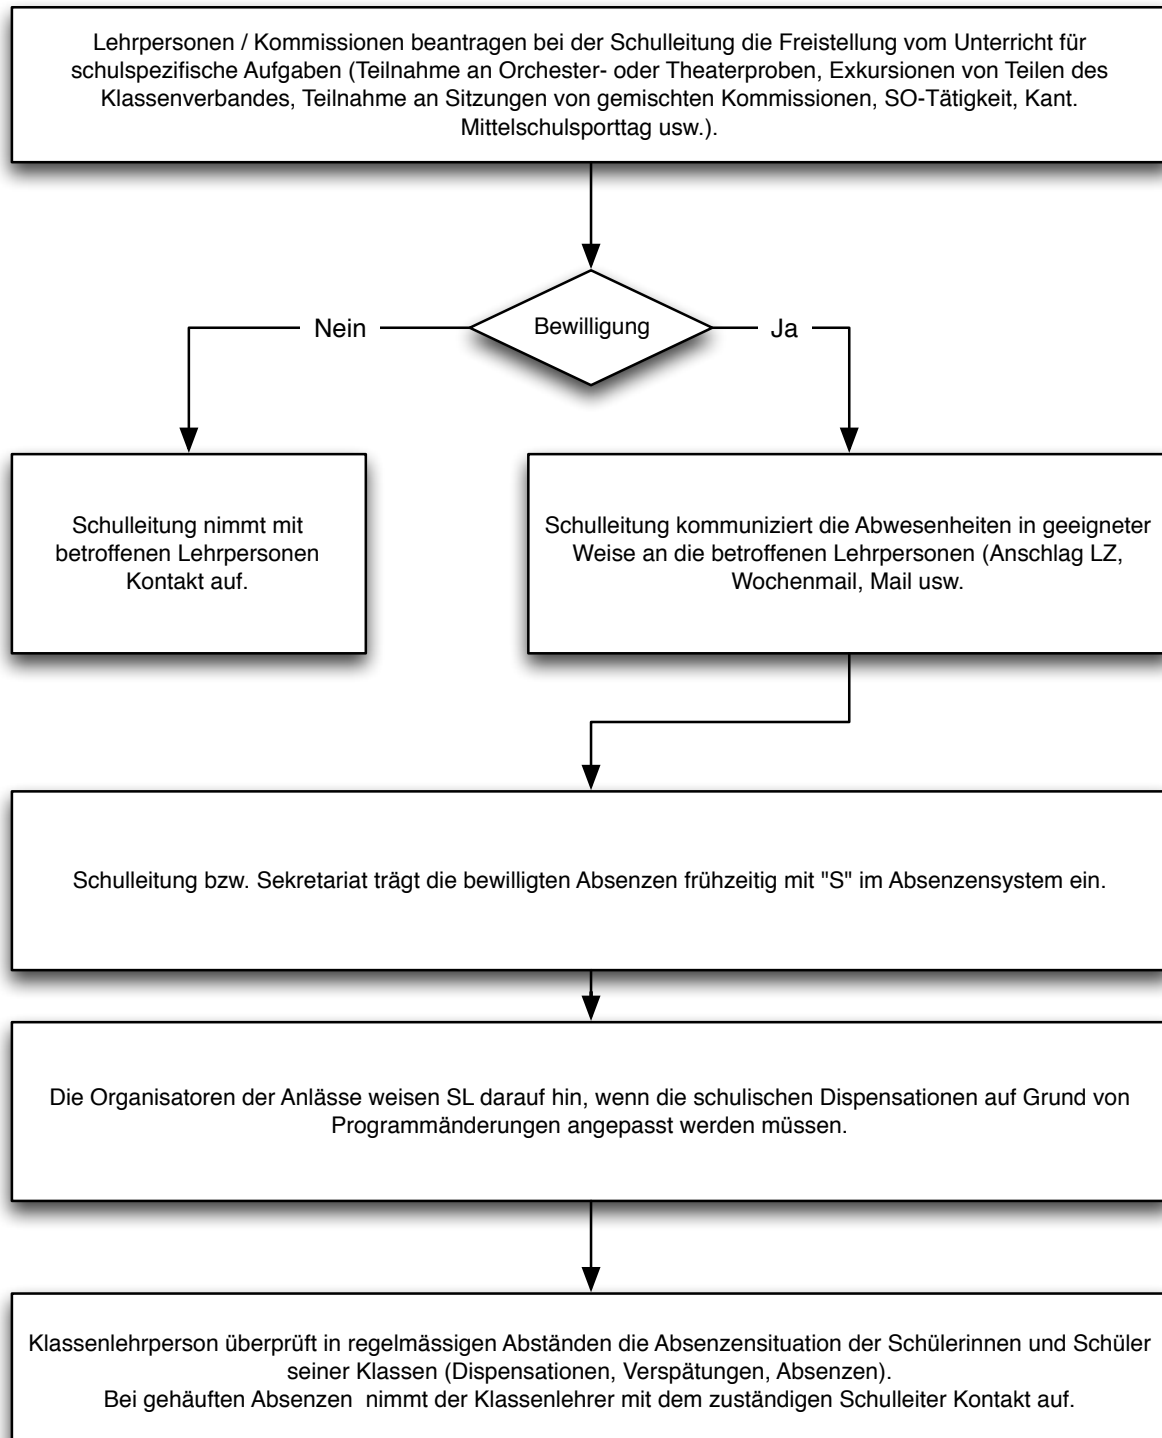 Lehrpersonen / Kommissionen beantragen bei der Schulleitung die Freistellung vom Unterricht für
schulspezifische Aufgaben (Teilnahme an Orchester- oder Theaterproben, Exkursionen von Teilen des
Klassenverbandes, Teilnahme an Sitzungen von gemischten Kommissionen, SO-Tätigkeit, Kant.
Mittelschulsporttag usw.).
Bewilligung
Nein
Ja
Schulleitung nimmt mit
betroffenen Lehrpersonen
Kontakt auf.
Schulleitung kommuniziert die Abwesenheiten in geeigneter
Weise an die betroffenen Lehrpersonen (Anschlag LZ,
Wochenmail, Mail usw.
Schulleitung bzw. Sekretariat trägt die bewilligten Absenzen frühzeitig mit "S" im Absenzensystem ein.
Die Organisatoren der Anlässe weisen SL darauf hin, wenn die schulischen Dispensationen auf Grund von
Programmänderungen angepasst werden müssen.
Klassenlehrperson überprüft in regelmässigen Abständen die Absenzensituation der Schülerinnen und Schüler
seiner Klassen (Dispensationen, Verspätungen, Absenzen).
Bei gehäuften Absenzen  nimmt der Klassenlehrer mit dem zuständigen Schulleiter Kontakt auf.